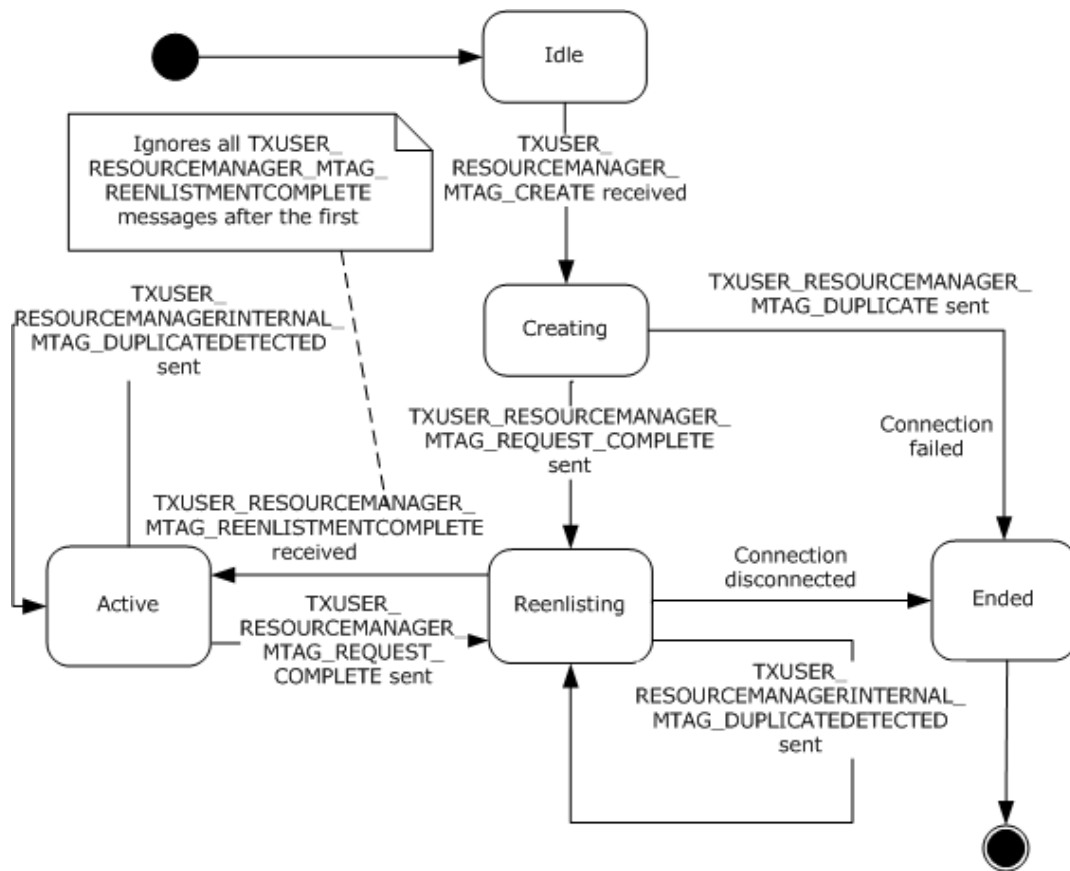 Idle
Ignores all TXUSER_
RESOURCEMANAGER_MTAG_
REENLISTMENTCOMPLETE
messages after the first
TXUSER_
RESOURCEMANAGER_
MTAG_CREATE received
TXUSER_
RESOURCEMANAGERINTERNAL_
MTAG_DUPLICATEDETECTED
sent
Creating
TXUSER_RESOURCEMANAGER_
MTAG_DUPLICATE sent
TXUSER_RESOURCEMANAGER_
MTAG_REQUEST_COMPLETE
sent
Connection
failed
TXUSER_RESOURCEMANAGER_
MTAG_REENLISTMENTCOMPLETE
received
Active
TXUSER_
RESOURCEMANAGER_
MTAG_REQUEST_
COMPLETE sent
Reenlisting
Connection
disconnected
Ended
TXUSER_
RESOURCEMANAGERINTERNAL_
MTAG_DUPLICATEDETECTED
sent